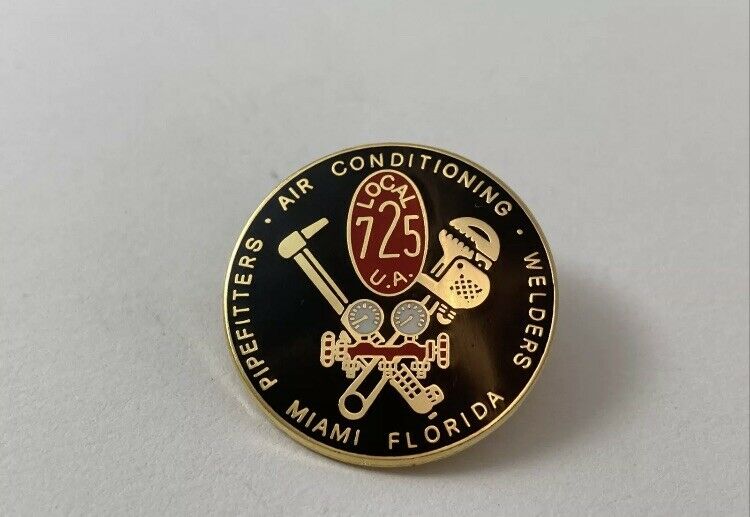 PIPEFITTERS · AIR CONDITIONING · WELDERS
LOCAL
725
U.A.
MIAMI FLORIDA